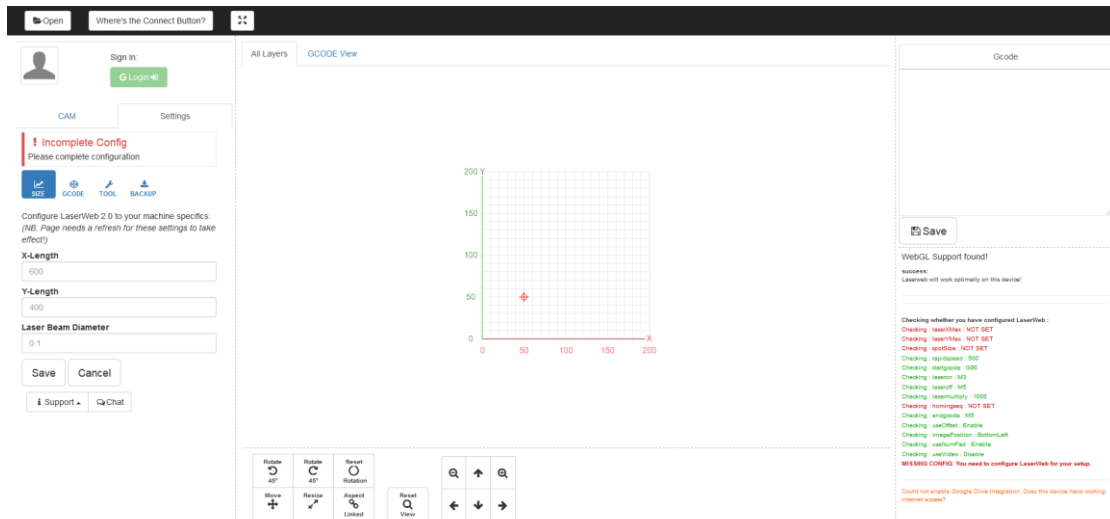 Open
Where's the Connect Button?
Sign In:
G Login
CAM
Settings
! Incomplete Config
Please complete configuration
SIZE
GCODE
TOOL
BACKUP
Configure LaserWeb 2.0 to your machine specifics:
(NB: Page needs a refresh for these settings to take
effect!)
X-Length
600
Y-Length
400
Laser Beam Diameter
0.1
Save
Cancel
i Support
Chat
All Layers
GCODE View
200 Y
150
100
50
0
X
0
50
100
150
200
Rotate
45°
Rotate
45°
Reset
Rotation
Move
Resize
Aspect
Linked
Reset
View
Gcode
Save
WebGL Support found!
success:
Laserweb will work optimally on this device!
Checking whether you have configured LaserWeb :
Checking : laserXMax : NOT SET
Checking : laserYMax : NOT SET
Checking : spotSize : NOT SET
Checking : rapidspeed : 500
Checking : startgcode : G90
Checking : laseron : M3
Checking : laseroff : M5
Checking : lasermultiply : 1000
Checking : homingseq : NOT SET
Checking : endgcode : M5
Checking : useOffset : Enable
Checking : imagePosition : BottomLeft
Checking : useNumPad : Enable
Checking : useVideo : Disable
MISSING CONFIG: You need to configure LaserWeb for your setup.
Could not enable Google Drive Integration: Does this device have working
internet access?